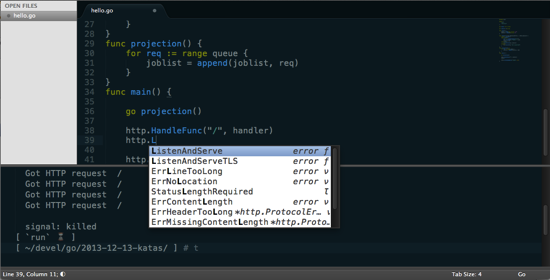 OPEN FILES
hello.go
hello.go
27 }
28 }
29 func projection() {
30 for req := range queue {
31 joblist = append(joblist, req)
32 }
33 }
34 func main() {
35
36 go projection()
37
38 http.HandleFunc("/", handler)
39 http.L
40
41 http.
ListenAndServe error ƒ
ListenAndServeTLS error ƒ
ErrLineTooLong error ν
ErrNoLocation error ν
StatusLengthRequired
ErrContentLength error ν
ErrHeaderTooLong *http.ProtocolEr… ν
ErrMissingContentLength *http.Proto…
Got HTTP request /
Got HTTP request /
Got HTTP request /
Got HTTP request /
signal: killed
[ `run` ⌛ ]
[ ~/devel/go/2013-12-13-katas/ ] # t
Line 39, Column 11; Tab Size: 4 Go